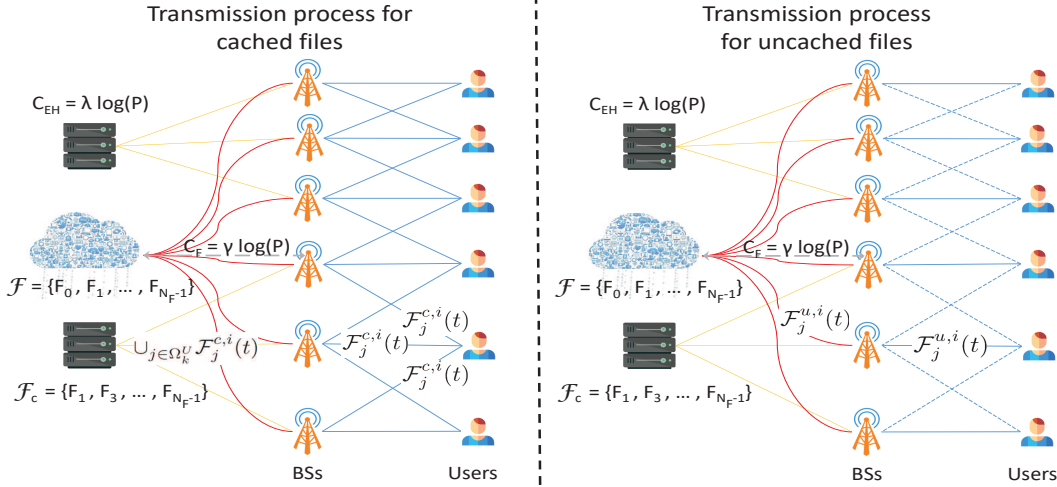 Transmission process for
cached files
C_EH = λ log(P)
C_F = γ log(P)
ℱ = {F_0 , F_1 , ... , F_{N_F-1}}
∪_{j∈Ω_k^U} ℱ_j^{c,i}(t)
ℱ_j^{c,i}(t)
ℱ_j^{c,i}(t)
ℱ_j^{c,i}(t)
ℱ_c = {F_1 , F_3 , ... , F_{N_F-1}}
BSs
Users
Transmission process
for uncached files
C_EH = λ log(P)
C_F = γ log(P)
ℱ = {F_0 , F_1 , ... , F_{N_F-1}}
ℱ_j^{u,i}(t)
ℱ_j^{u,i}(t)
ℱ_c = {F_1 , F_3 , ... , F_{N_F-1}}
BSs
Users